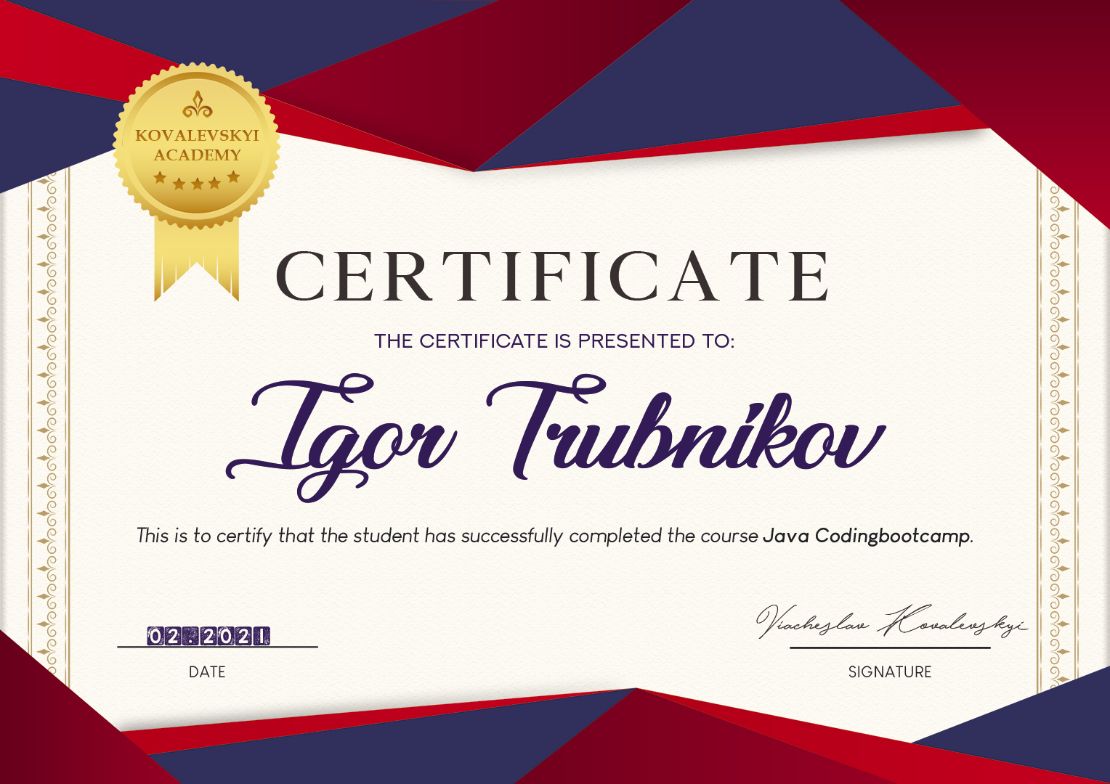 KOVALEVSKYI
ACADEMY
CERTIFICATE
THE CERTIFICATE IS PRESENTED TO:
Igor Trubnikov
This is to certify that the student has successfully completed the course Java Codingbootcamp.
02.2021
Viacheslav Kovalevskyi
DATE
SIGNATURE